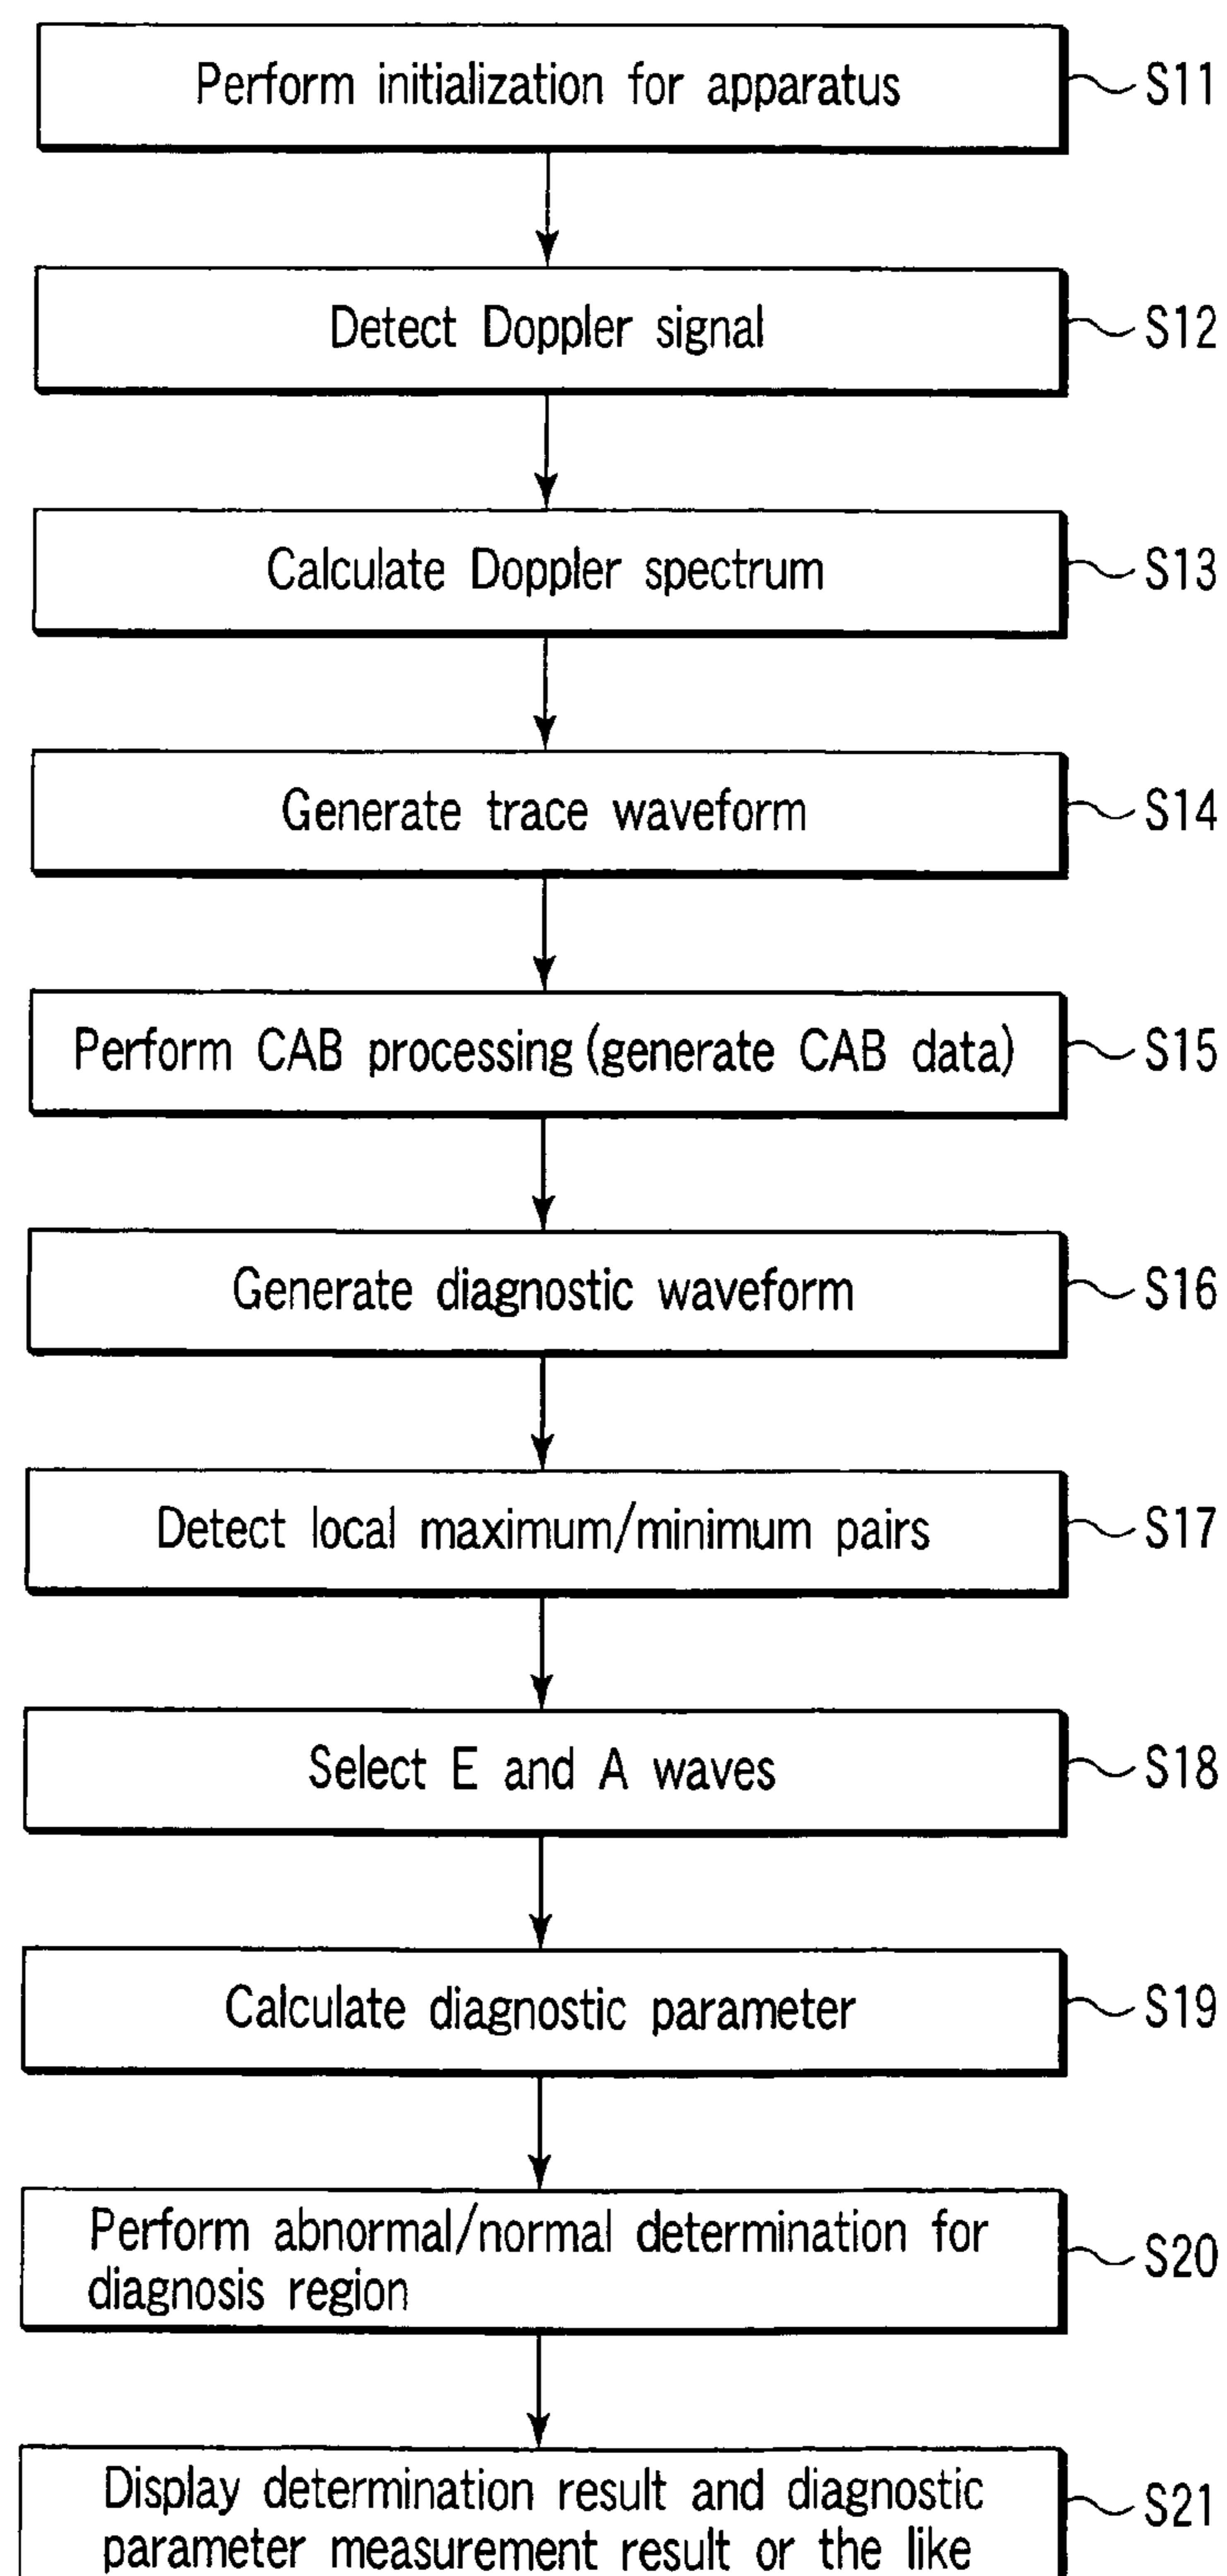 Perform initialization for apparatus
S11
Detect Doppler signal
S12
Calculate Doppler spectrum
S13
Generate trace waveform
S14
Perform CAB processing (generate CAB data)
S15
Generate diagnostic waveform
S16
Detect local maximum/minimum pairs
S17
Select E and A waves
S18
Calculate diagnostic parameter
S19
Perform abnormal/normal determination for
diagnosis region
S20
Display determination result and diagnostic
parameter measurement result or the like
S21